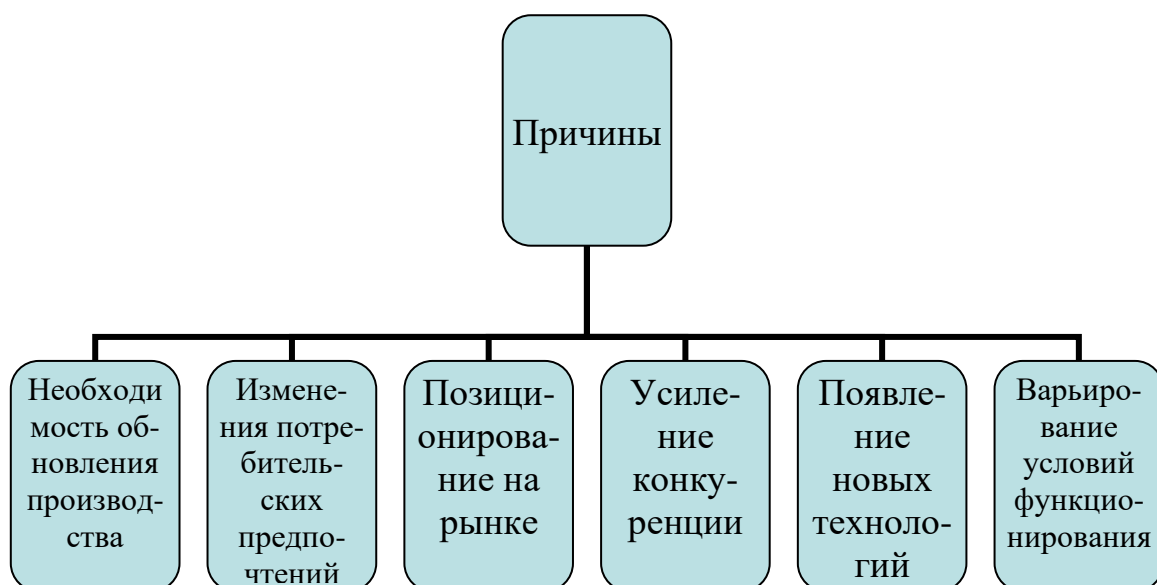 Причины
Необходи
мость об-
новления
производ-
ства
Измене-
ния потре-
битель-
ских
предпо-
чтений
Позици-
онирова-
ние на
рынке
Усиле-
ние
конку-
ренции
Появле-
ние
новых
техноло-
гий
Варьиро-
вание
условий
функцио-
нирования